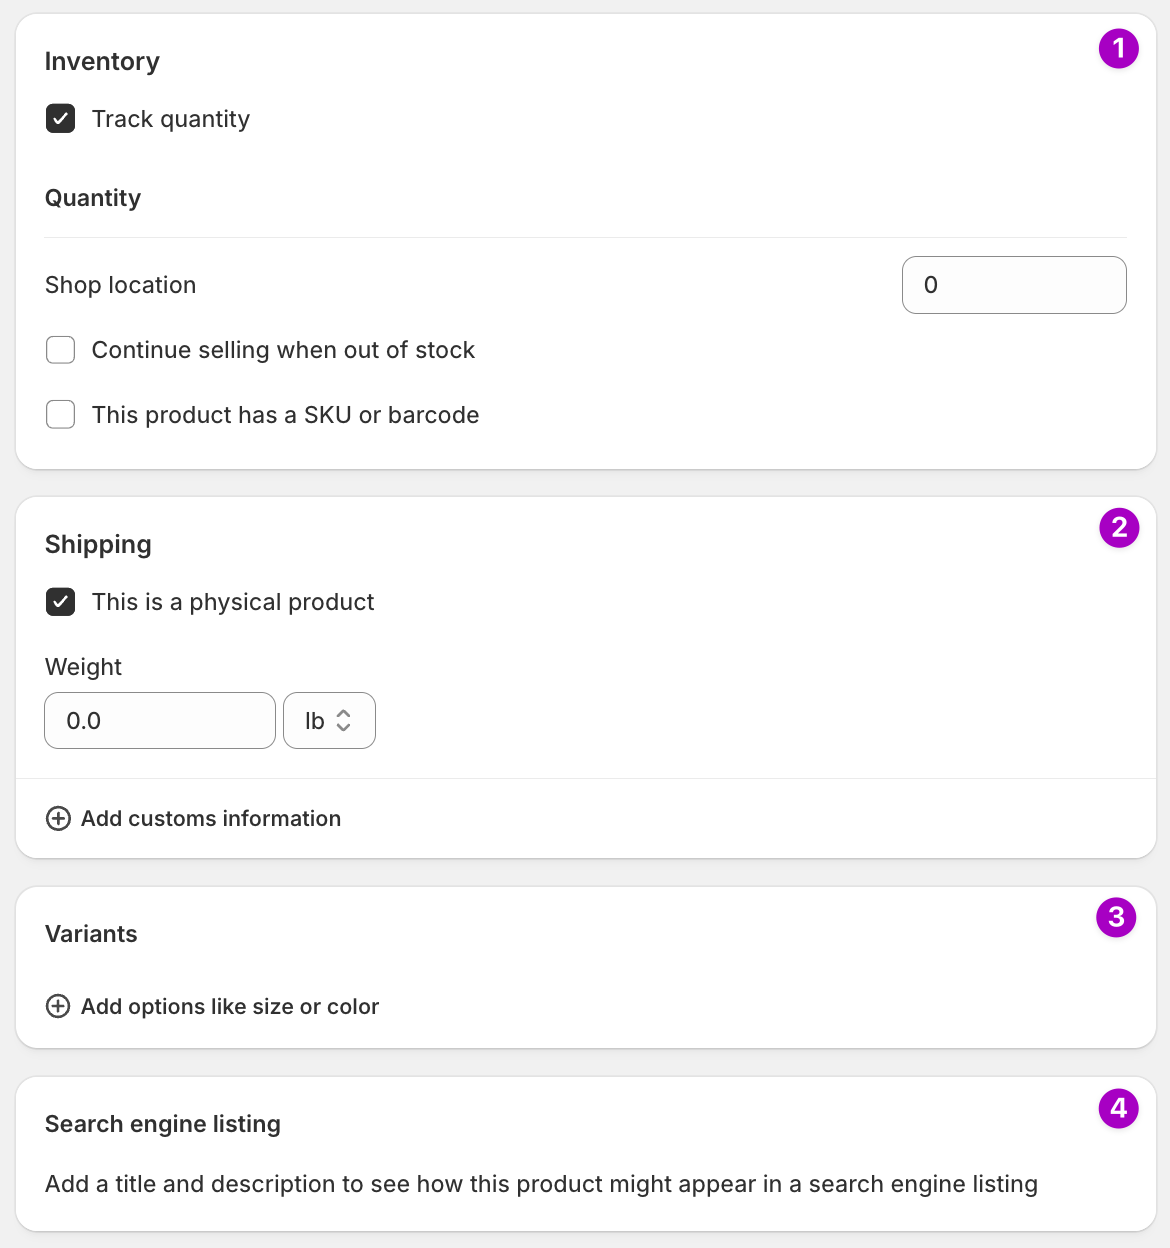 Inventory
1
Track quantity
Quantity
Shop location
0
Continue selling when out of stock
This product has a SKU or barcode
Shipping
2
This is a physical product
Weight
0.0
lb
Add customs information
Variants
3
Add options like size or color
Search engine listing
4
Add a title and description to see how this product might appear in a search engine listing